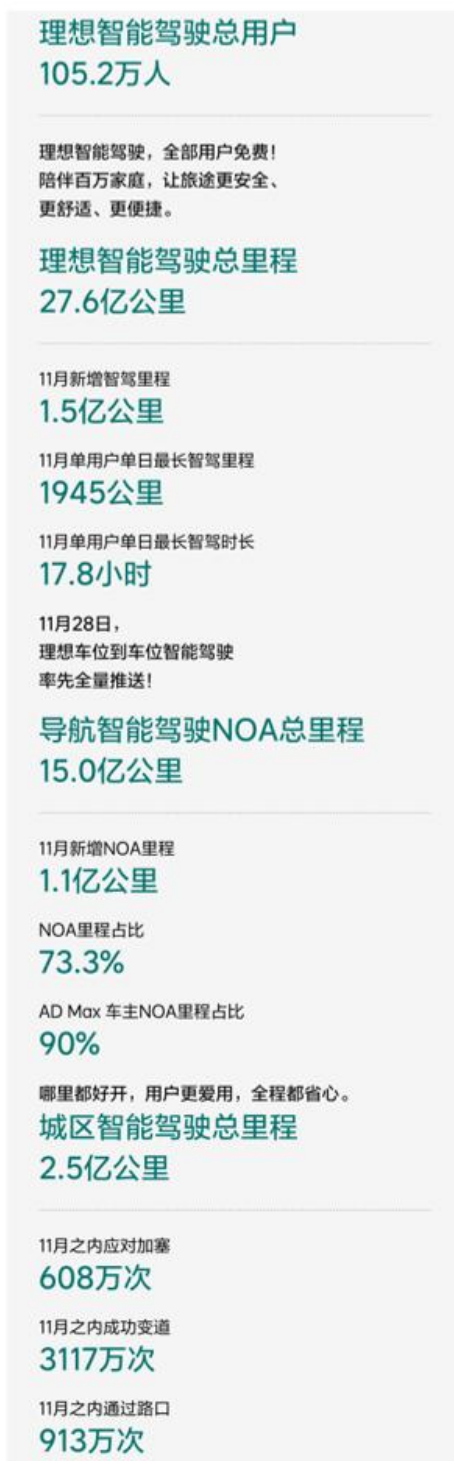 理想智能驾驶总用户
105.2万人
理想智能驾驶，全部用户免费！
陪伴百万家庭，让旅途更安全、
更舒适、更便捷。
理想智能驾驶总里程
27.6亿公里
11月新增智驾里程
1.5亿公里
11月单用户单日最长智驾里程
1945公里
11月单用户单日最长智驾时长
17.8小时
11月28日，
理想车位到车位智能驾驶
率先全量推送！
导航智能驾驶NOA总里程
15.0亿公里
11月新增NOA里程
1.1亿公里
NOA里程占比
73.3%
AD Max 车主NOA里程占比
90%
哪里都好开，用户更爱用，全程都省心。
城区智能驾驶总里程
2.5亿公里
11月之内应对加塞
608万次
11月之内成功变道
3117万次
11月之内通过路口
913万次